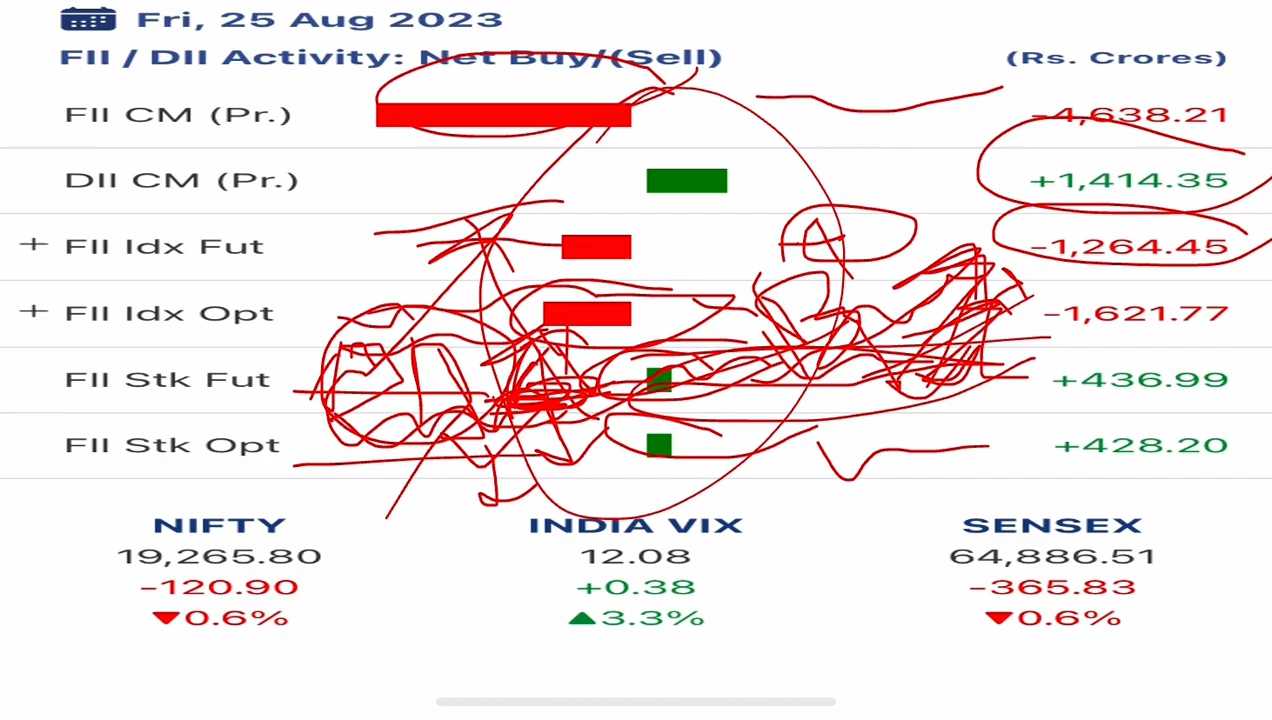 Fri, 25 Aug 2023
FII / DII Activity: Net Buy/(Sell) (Rs. Crores)
FII CM (Pr.) -4,638.21
DII CM (Pr.) +1,414.35
+ FII Idx Fut -1,264.45
+ FII Idx Opt -1,621.77
FII Stk Fut +436.99
FII Stk Opt +428.20
NIFTY INDIA VIX SENSEX
19,265.80 12.08 64,886.51
-120.90 +0.38 -365.83
▼0.6% ▲3.3% ▼0.6%